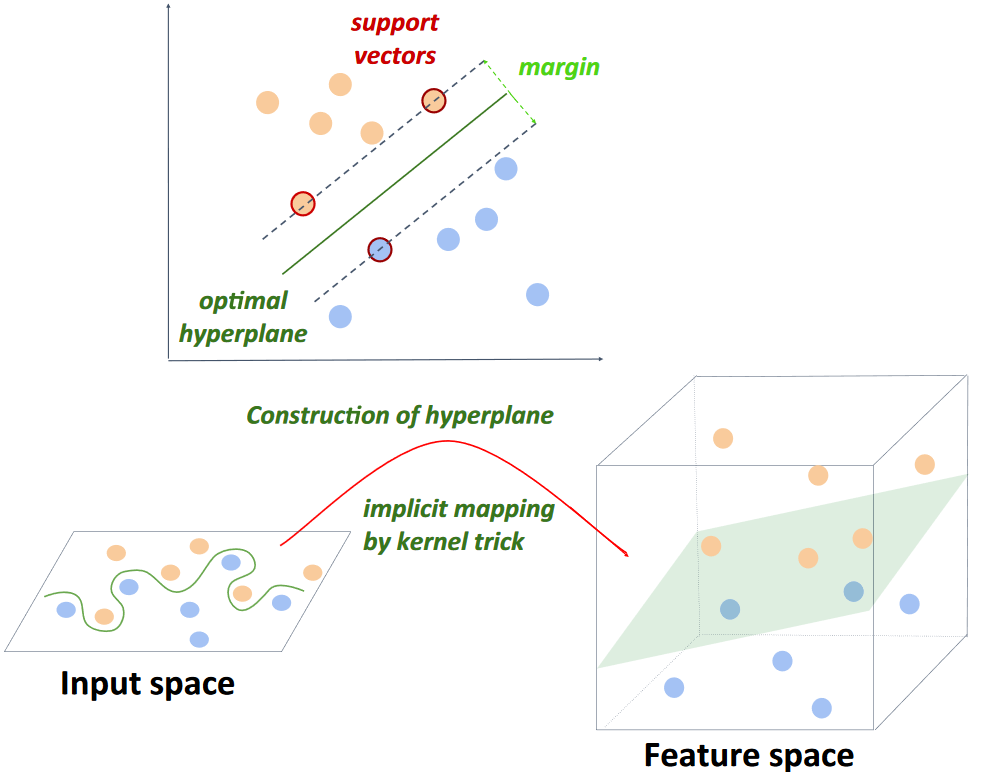 support
vectors
margin
optimal
hyperplane
Construction of hyperplane
implicit mapping
by kernel trick
Input space
Feature space